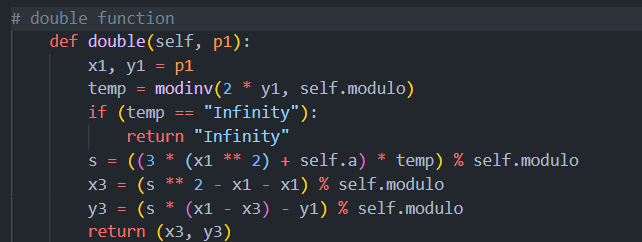 # double function
    def double(self, p1):
        x1, y1 = p1
        temp = modinv(2 * y1, self.modulo)
        if (temp == "Infinity"):
            return "Infinity"
        s = ((3 * (x1 ** 2) + self.a) * temp) % self.modulo
        x3 = (s ** 2 - x1 - x1) % self.modulo
        y3 = (s * (x1 - x3) - y1) % self.modulo
        return (x3, y3)